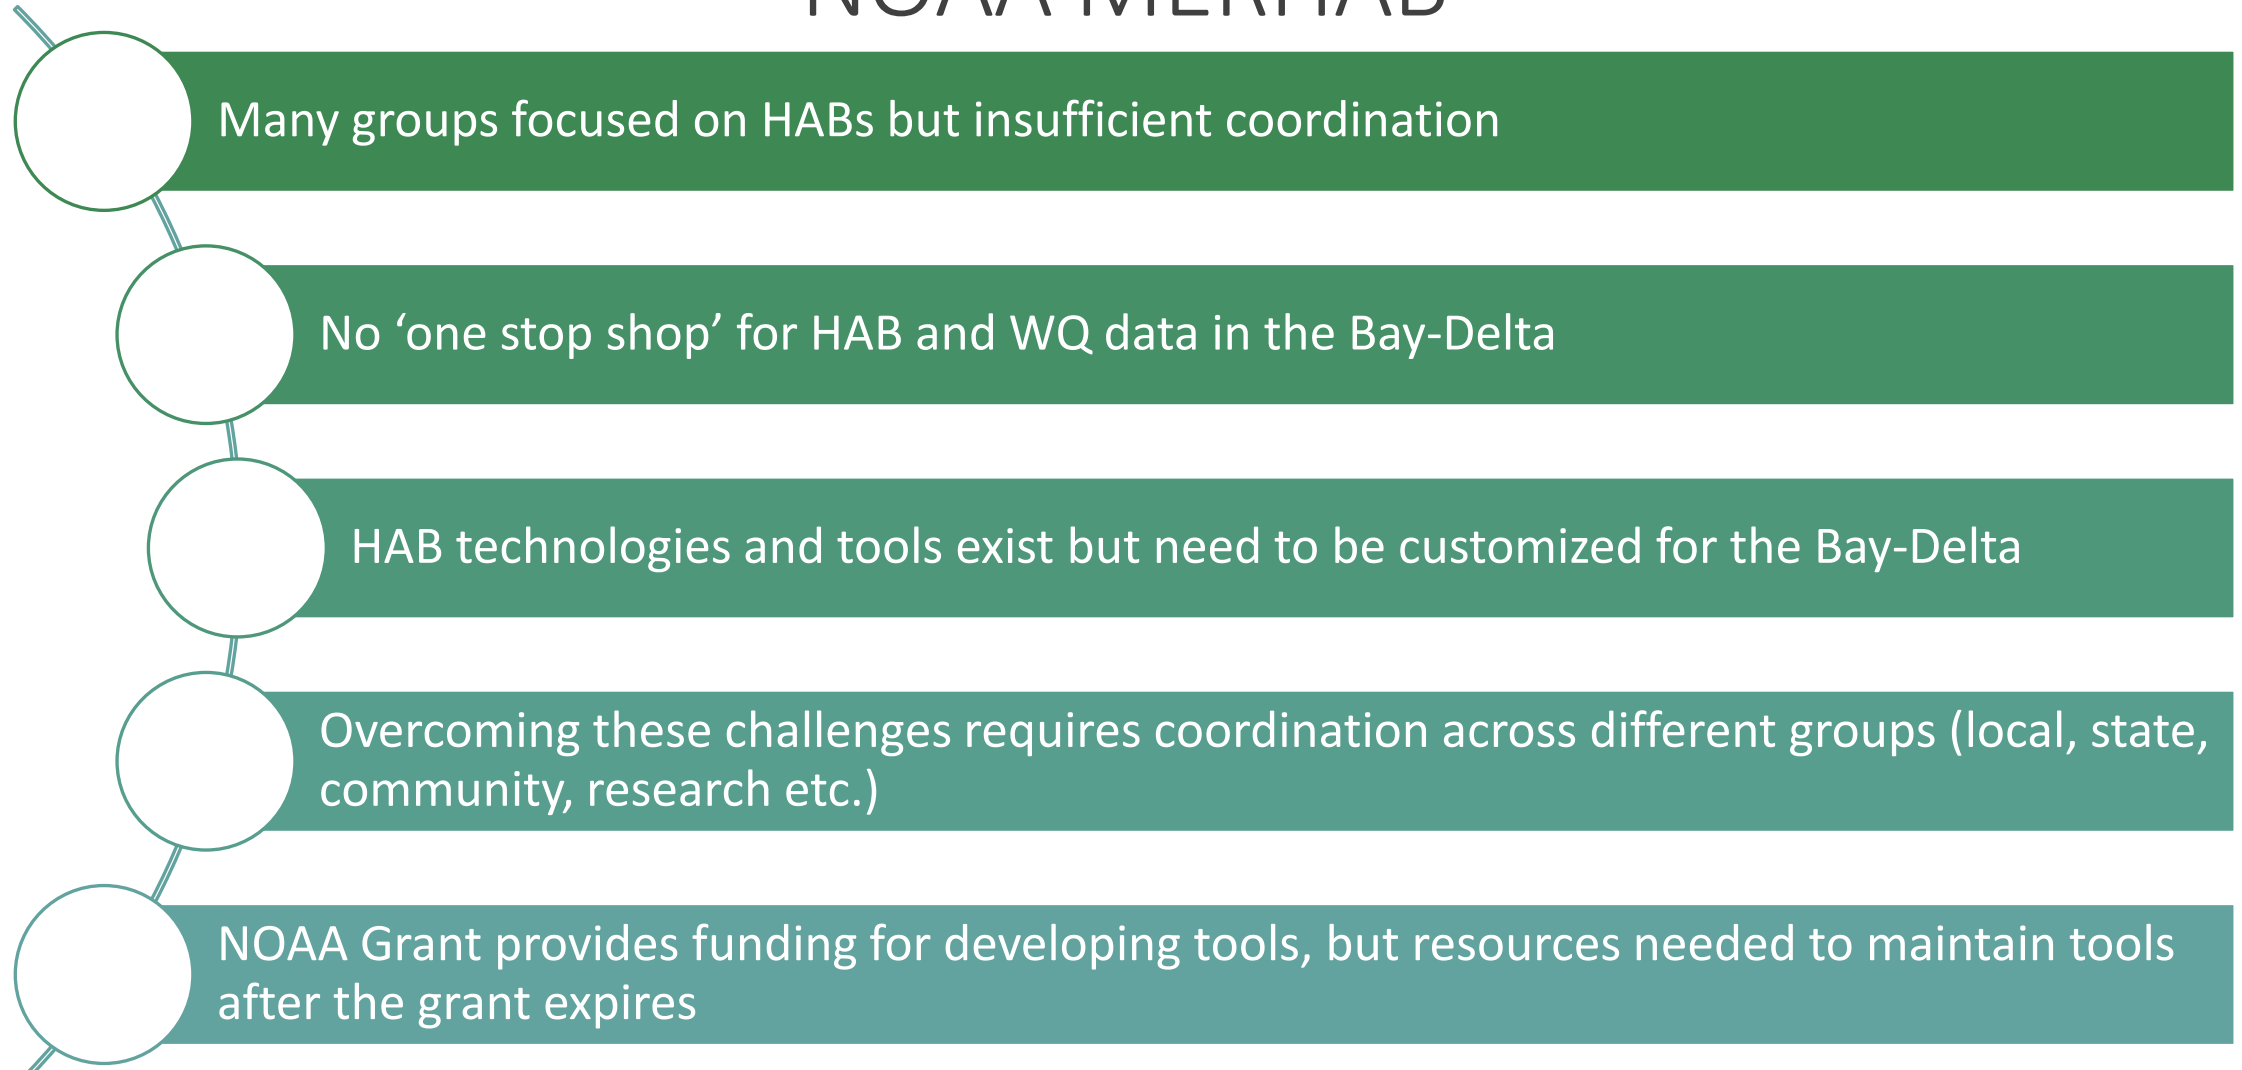 NOAA MERHAB
Many groups focused on HABs but insufficient coordination
No ‘one stop shop’ for HAB and WQ data in the Bay-Delta
HAB technologies and tools exist but need to be customized for the Bay-Delta
Overcoming these challenges requires coordination across different groups (local, state,
community, research etc.)
NOAA Grant provides funding for developing tools, but resources needed to maintain tools
after the grant expires